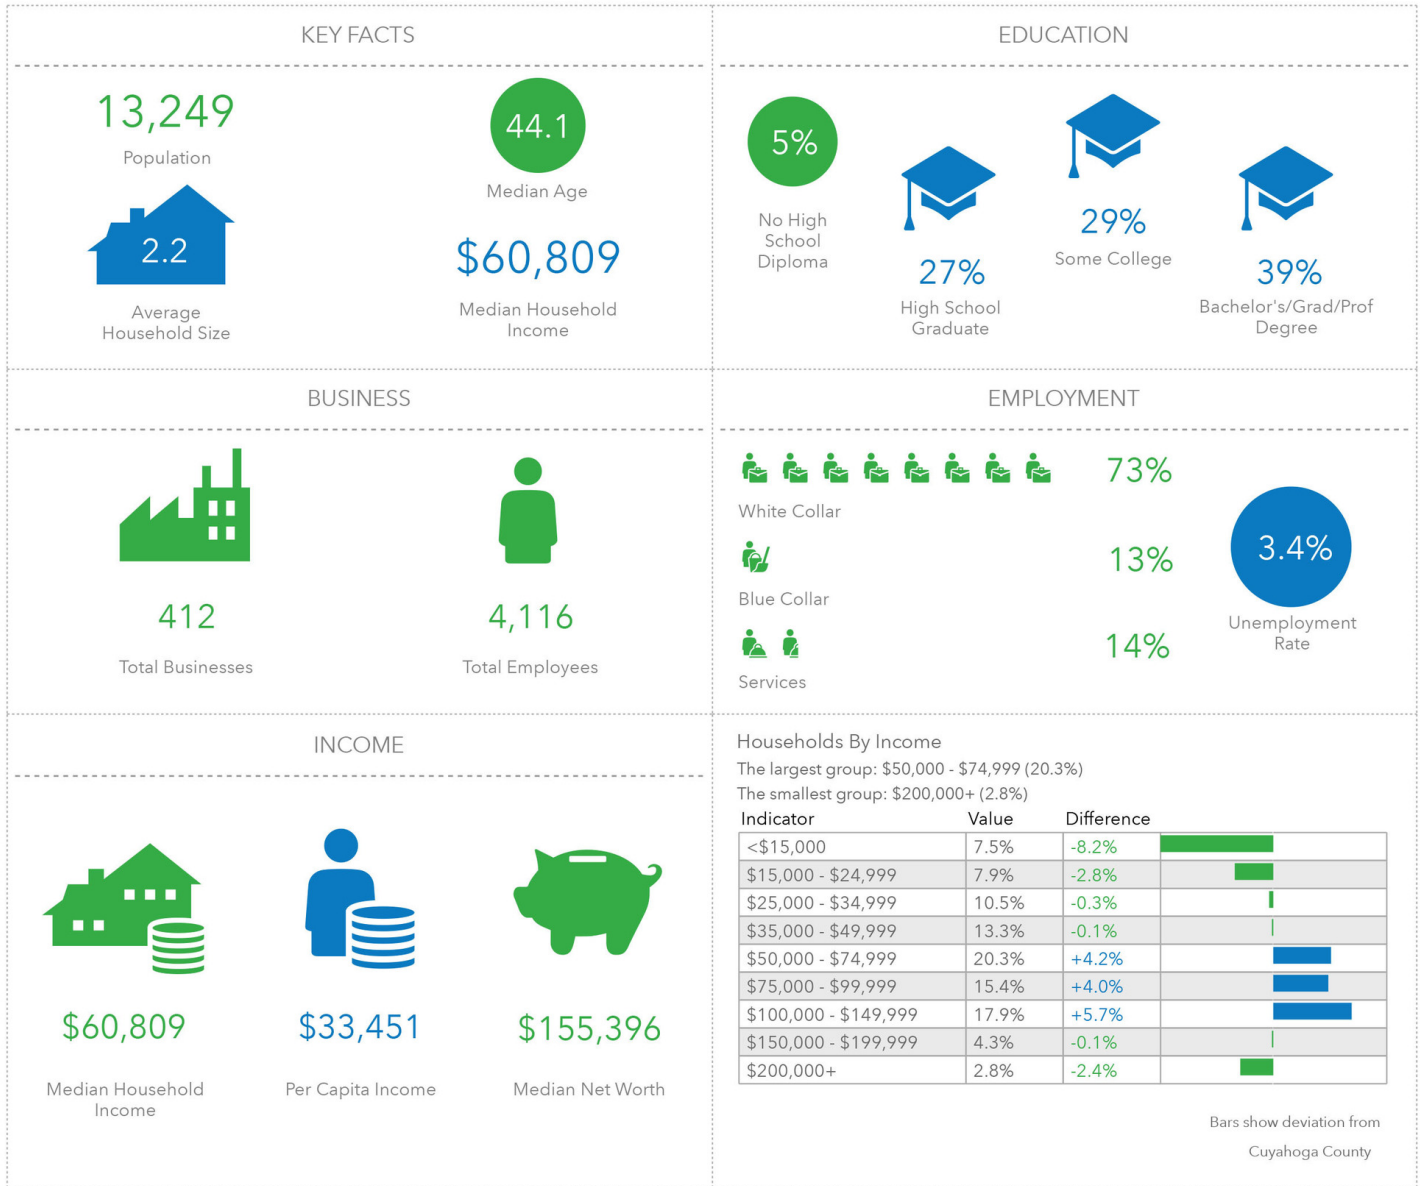 KEY FACTS
13,249
Population
44.1
Median Age
2.2
Average
Household Size
$60,809
Median Household
Income
EDUCATION
5%
No High
School
Diploma
27%
High School
Graduate
29%
Some College
39%
Bachelor's/Grad/Prof
Degree
BUSINESS
412
Total Businesses
4,116
Total Employees
EMPLOYMENT
73%
White Collar
13%
Blue Collar
14%
Services
3.4%
Unemployment
Rate
INCOME
$60,809
Median Household
Income
$33,451
Per Capita Income
$155,396
Median Net Worth
Households By Income
The largest group: $50,000 - $74,999 (20.3%)
The smallest group: $200,000+ (2.8%)
Indicator Value Difference
<$15,000 7.5% -8.2%
$15,000 - $24,999 7.9% -2.8%
$25,000 - $34,999 10.5% -0.3%
$35,000 - $49,999 13.3% -0.1%
$50,000 - $74,999 20.3% +4.2%
$75,000 - $99,999 15.4% +4.0%
$100,000 - $149,999 17.9% +5.7%
$150,000 - $199,999 4.3% -0.1%
$200,000+ 2.8% -2.4%
Bars show deviation from
Cuyahoga County